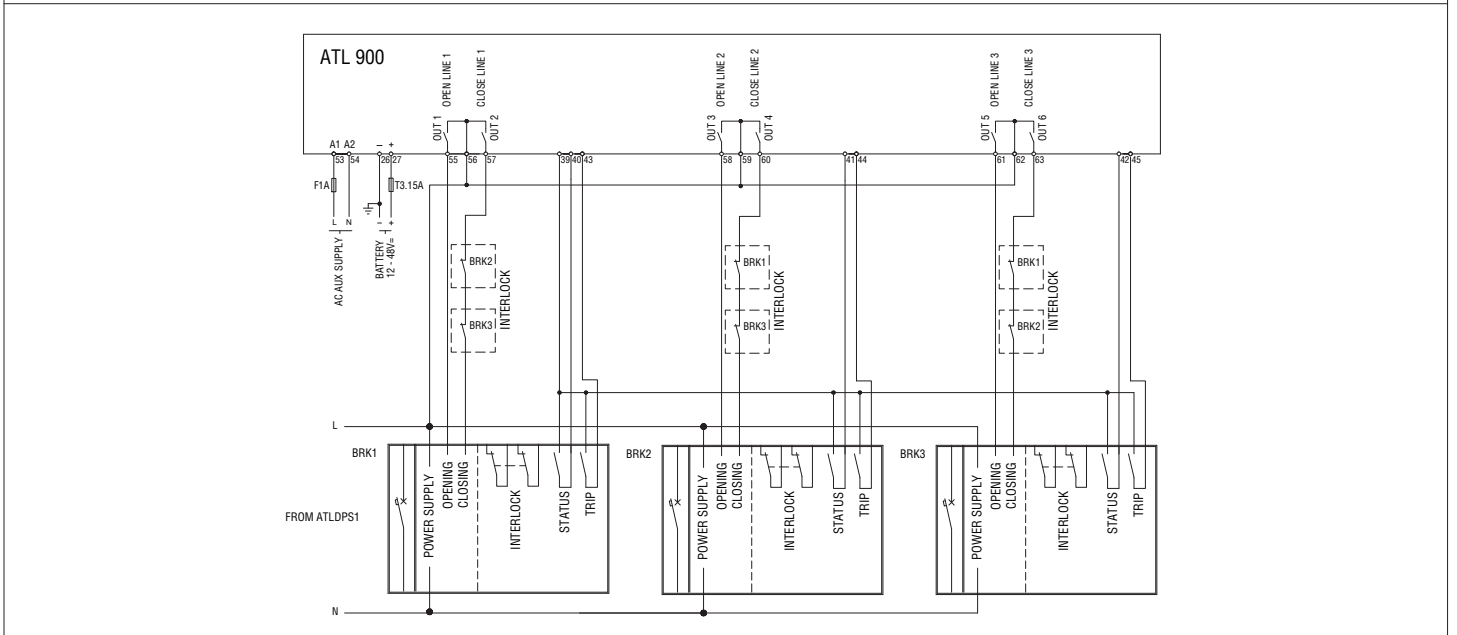 ATL 900
OPEN LINE 1
CLOSE LINE 1
OPEN LINE 2
CLOSE LINE 2
OPEN LINE 3
CLOSE LINE 3
OUT 1
OUT 2
OUT 3
OUT 4
OUT 5
OUT 6
A1 A2 – +
53 54 26 27 55 56 57 39 40 43 58 59 60 41 44 61 62 63 42 45
F1A
T3.15A
L N – +
AC AUX SUPPLY
BATTERY
12 - 48V=
BRK2
BRK3
INTERLOCK
BRK1
BRK3
INTERLOCK
BRK1
BRK2
INTERLOCK
L
BRK1
FROM ATLDPS1
POWER SUPPLY
OPENING
CLOSING
INTERLOCK
STATUS
TRIP
BRK2
POWER SUPPLY
OPENING
CLOSING
INTERLOCK
STATUS
TRIP
BRK3
POWER SUPPLY
OPENING
CLOSING
INTERLOCK
STATUS
TRIP
N